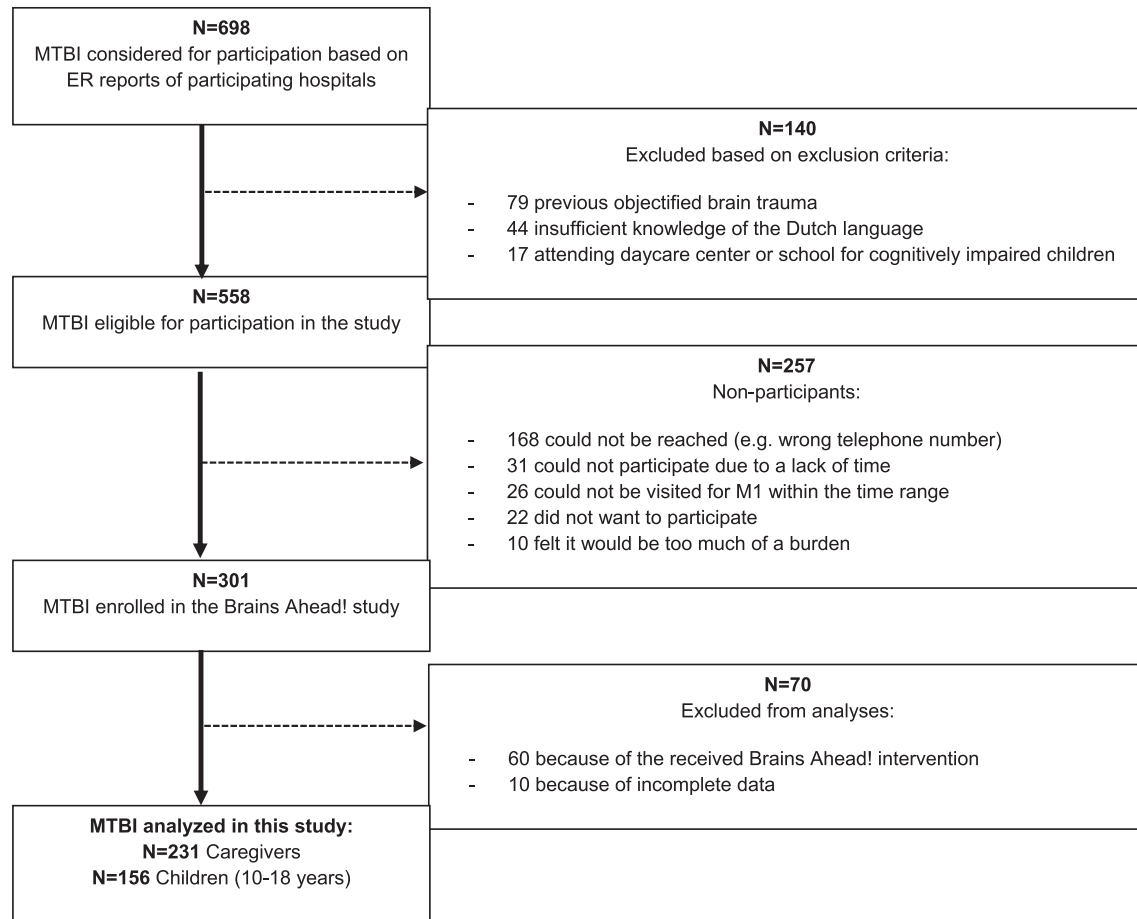 N=698
MTBI considered for participation based on
ER reports of participating hospitals
N=140
Excluded based on exclusion criteria:
- 79 previous objectified brain trauma
- 44 insufficient knowledge of the Dutch language
- 17 attending daycare center or school for cognitively impaired children
N=558
MTBI eligible for participation in the study
N=257
Non-participants:
- 168 could not be reached (e.g. wrong telephone number)
- 31 could not participate due to a lack of time
- 26 could not be visited for M1 within the time range
- 22 did not want to participate
- 10 felt it would be too much of a burden
N=301
MTBI enrolled in the Brains Ahead! study
N=70
Excluded from analyses:
- 60 because of the received Brains Ahead! intervention
- 10 because of incomplete data
MTBI analyzed in this study:
N=231 Caregivers
N=156 Children (10-18 years)